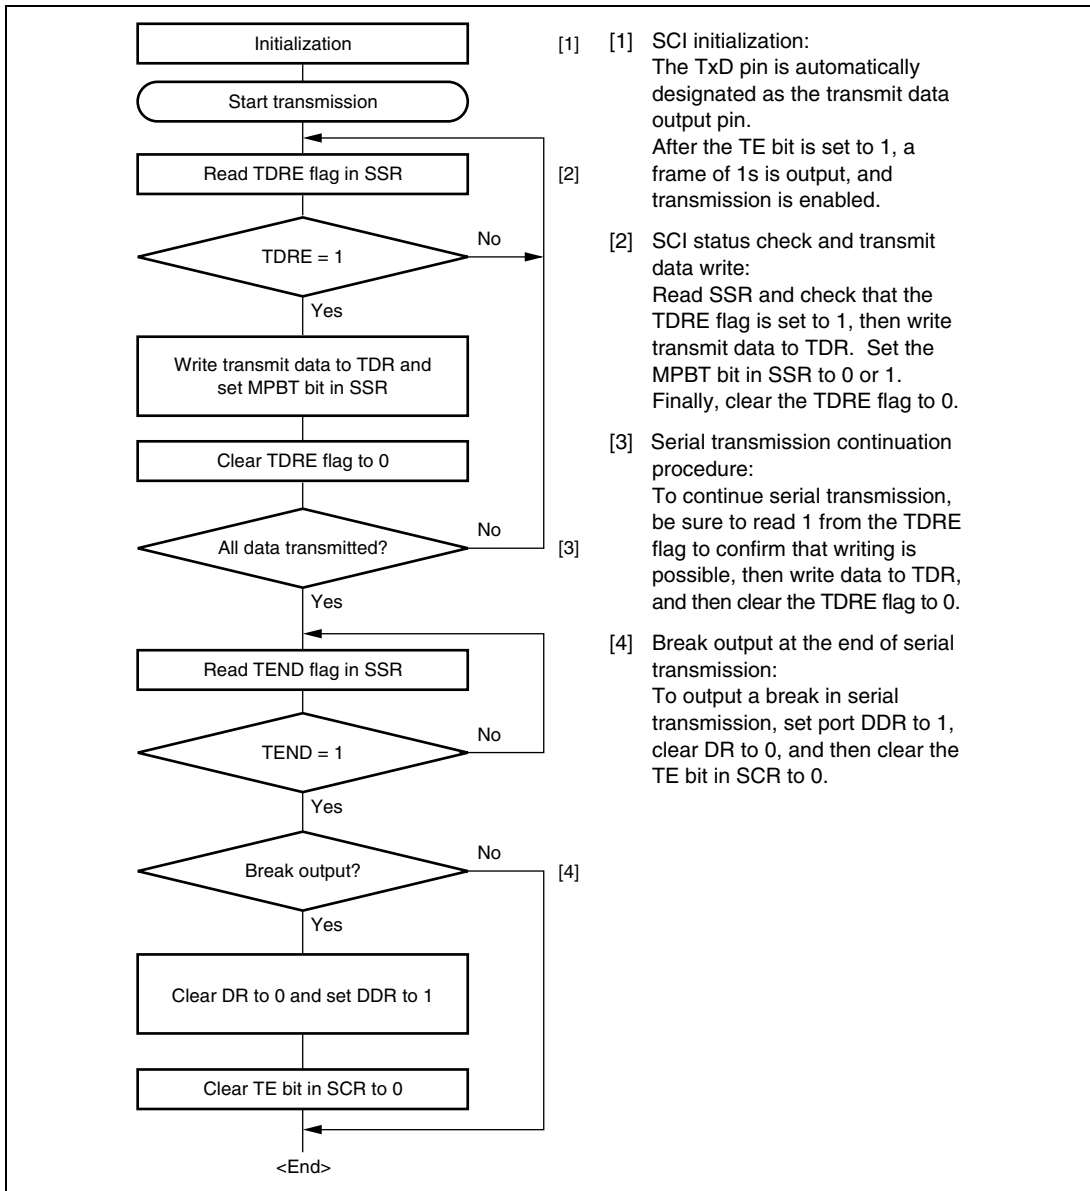 Initialization
[1]
Start transmission
Read TDRE flag in SSR
[2]
TDRE = 1
No
Yes
Write transmit data to TDR and
set MPBT bit in SSR
Clear TDRE flag to 0
All data transmitted?
No
[3]
Yes
Read TEND flag in SSR
TEND = 1
No
Yes
Break output?
No
[4]
Yes
Clear DR to 0 and set DDR to 1
Clear TE bit in SCR to 0
<End>
[1] SCI initialization:
The TxD pin is automatically
designated as the transmit data
output pin.
After the TE bit is set to 1, a
frame of 1s is output, and
transmission is enabled.
[2] SCI status check and transmit
data write:
Read SSR and check that the
TDRE flag is set to 1, then write
transmit data to TDR. Set the
MPBT bit in SSR to 0 or 1.
Finally, clear the TDRE flag to 0.
[3] Serial transmission continuation
procedure:
To continue serial transmission,
be sure to read 1 from the TDRE
flag to confirm that writing is
possible, then write data to TDR,
and then clear the TDRE flag to 0.
[4] Break output at the end of serial
transmission:
To output a break in serial
transmission, set port DDR to 1,
clear DR to 0, and then clear the
TE bit in SCR to 0.